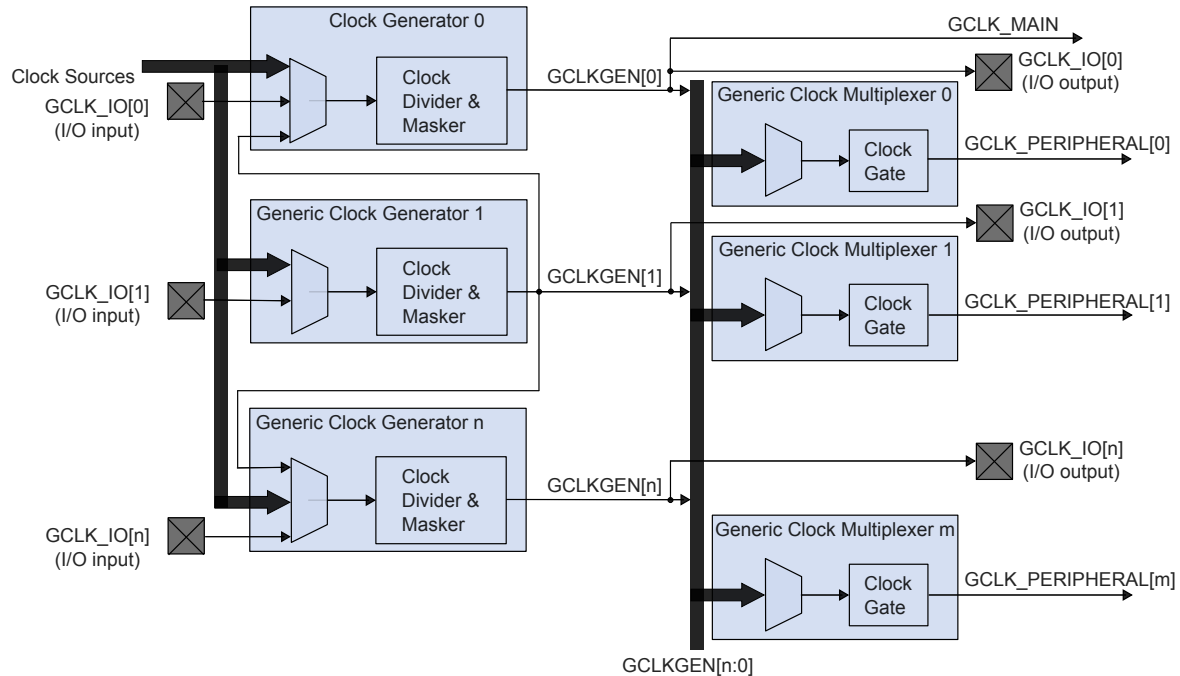 Clock Generator 0
GCLK_MAIN
Clock Sources
GCLK_IO[0]
(I/O input)
Clock
Divider &
Masker
GCLKGEN[0]
GCLK_IO[0]
(I/O output)
Generic Clock Multiplexer 0
Clock
Gate
GCLK_PERIPHERAL[0]
Generic Clock Generator 1
GCLK_IO[1]
(I/O input)
Clock
Divider &
Masker
GCLKGEN[1]
GCLK_IO[1]
(I/O output)
Generic Clock Multiplexer 1
Clock
Gate
GCLK_PERIPHERAL[1]
Generic Clock Generator n
GCLK_IO[n]
(I/O input)
Clock
Divider &
Masker
GCLKGEN[n]
GCLK_IO[n]
(I/O output)
Generic Clock Multiplexer m
Clock
Gate
GCLK_PERIPHERAL[m]
GCLKGEN[n:0]